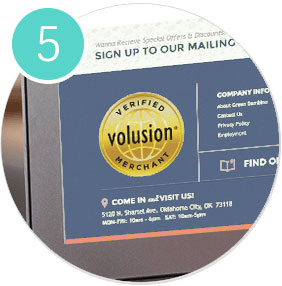 5
Wanna Receive Special Offers & Discounts
SIGN UP TO OUR MAILING
VERIFIED
volusion®
MERCHANT
COMPANY INFO
About Green Bambino
Contact Us
Privacy Policy
Employment
FIND O
COME IN and VISIT US!
5120 N. Shartel Ave. Oklahoma City, OK 73118
MON-FRI: 10am - 6pm SAT: 10am-5pm